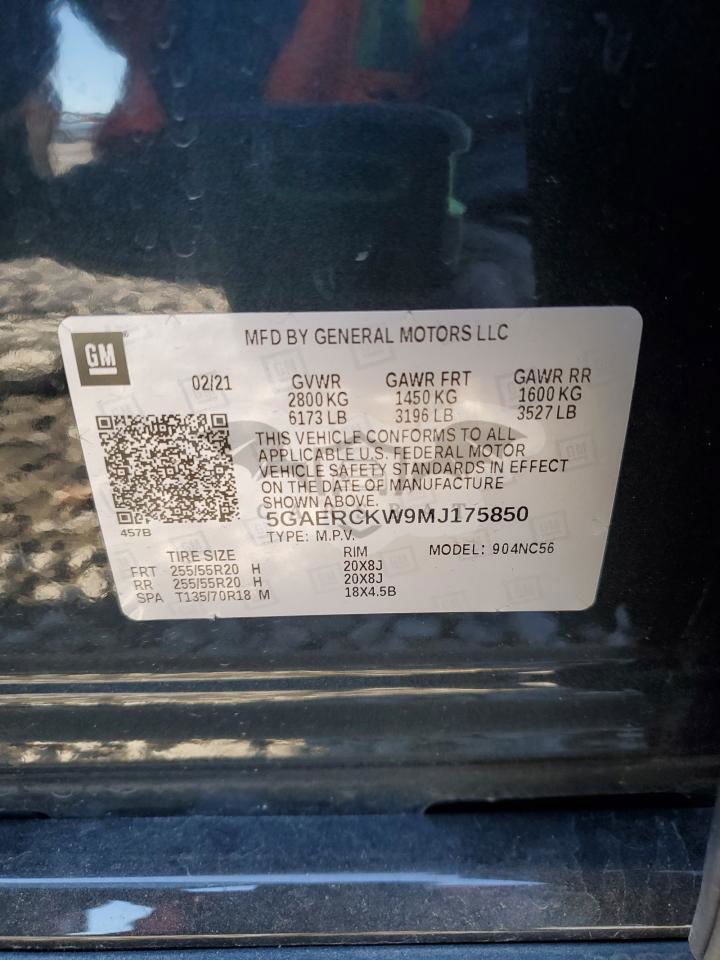 GM
MFD BY GENERAL MOTORS LLC
02/21 GVWR GAWR FRT GAWR RR
2800 KG 1450 KG 1600 KG
6173 LB 3196 LB 3527 LB
THIS VEHICLE CONFORMS TO ALL
APPLICABLE U.S. FEDERAL MOTOR
VEHICLE SAFETY STANDARDS IN EFFECT
ON THE DATE OF MANUFACTURE
SHOWN ABOVE.
5GAERCKW9MJ175850
457B
TYPE: M.P.V.
TIRE SIZE RIM MODEL: 904NC56
FRT 255/55R20 H 20X8J
RR 255/55R20 H 20X8J
SPA T135/70R18 M 18X4.5B